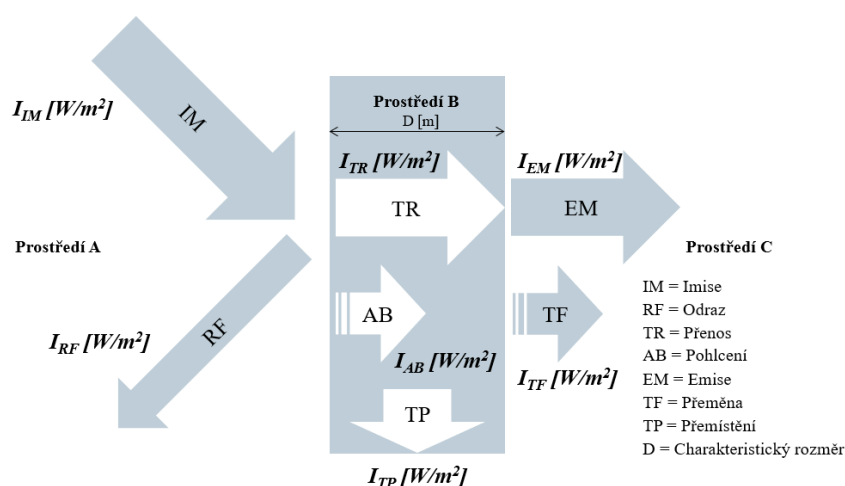 I_IM [W/m²]
IM
Prostředí B
D [m]
I_TR [W/m²]
I_EM [W/m²]
TR
EM
Prostředí A
Prostředí C
IM = Imise
RF = Odraz
TR = Přenos
AB = Pohlcení
EM = Emise
TF = Přeměna
TP = Přemístění
D = Charakteristický rozměr
I_RF [W/m²]
RF
AB
TF
I_AB [W/m²]
I_TF [W/m²]
TP
I_TP [W/m²]